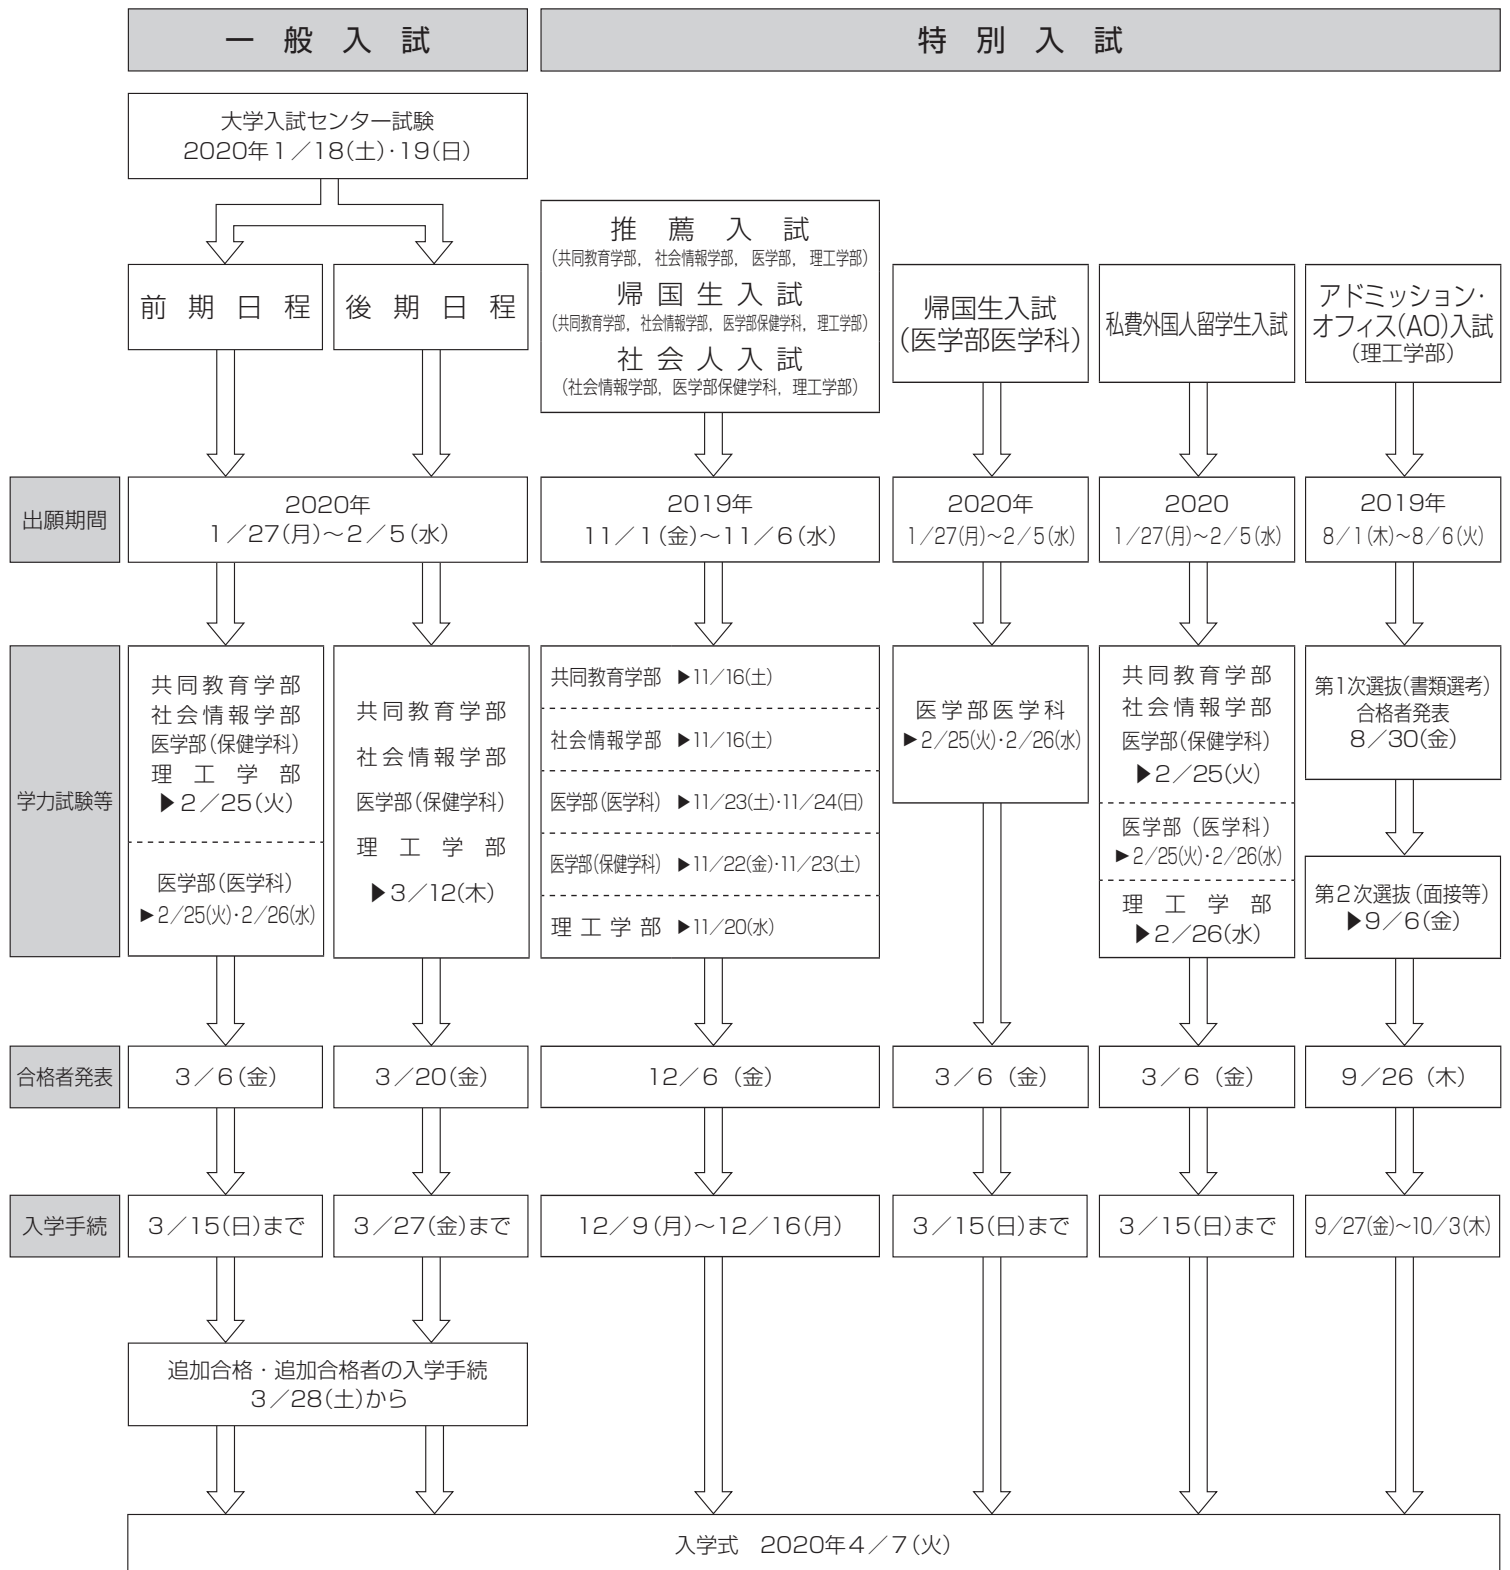 一般入試
特別入試
大学入試センター試験
2020年1／18(土)・19(日)
前期日程
後期日程
推薦入試
(共同教育学部, 社会情報学部, 医学部, 理工学部)
帰国生入試
(共同教育学部, 社会情報学部, 医学部保健学科, 理工学部)
社会人入試
(社会情報学部, 医学部保健学科, 理工学部)
帰国生入試
(医学部医学科)
私費外国人留学生入試
アドミッション・
オフィス(AO)入試
(理工学部)
出願期間
2020年
1／27(月)～2／5(水)
2019年
11／1(金)～11／6(水)
2020年
1／27(月)～2／5(水)
2020
1／27(月)～2／5(水)
2019年
8／1(木)～8／6(火)
学力試験等
共同教育学部
社会情報学部
医学部(保健学科)
理工学部
▶2／25(火)
医学部(医学科)
▶2／25(火)・2／26(水)
共同教育学部
社会情報学部
医学部(保健学科)
理工学部
▶3／12(木)
共同教育学部 ▶11／16(土)
社会情報学部 ▶11／16(土)
医学部(医学科) ▶11／23(土)・11／24(日)
医学部(保健学科) ▶11／22(金)・11／23(土)
理工学部 ▶11／20(水)
医学部医学科
▶2／25(火)・2／26(水)
共同教育学部
社会情報学部
医学部(保健学科)
▶2／25(火)
医学部(医学科)
▶2／25(火)・2／26(水)
理工学部
▶2／26(水)
第1次選抜(書類選考)
合格者発表
8／30(金)
第2次選抜(面接等)
▶9／6(金)
合格者発表
3／6(金)
3／20(金)
12／6(金)
3／6(金)
3／6(金)
9／26(木)
入学手続
3／15(日)まで
3／27(金)まで
12／9(月)～12／16(月)
3／15(日)まで
3／15(日)まで
9／27(金)～10／3(木)
追加合格・追加合格者の入学手続
3／28(土)から
入学式 2020年4／7(火)